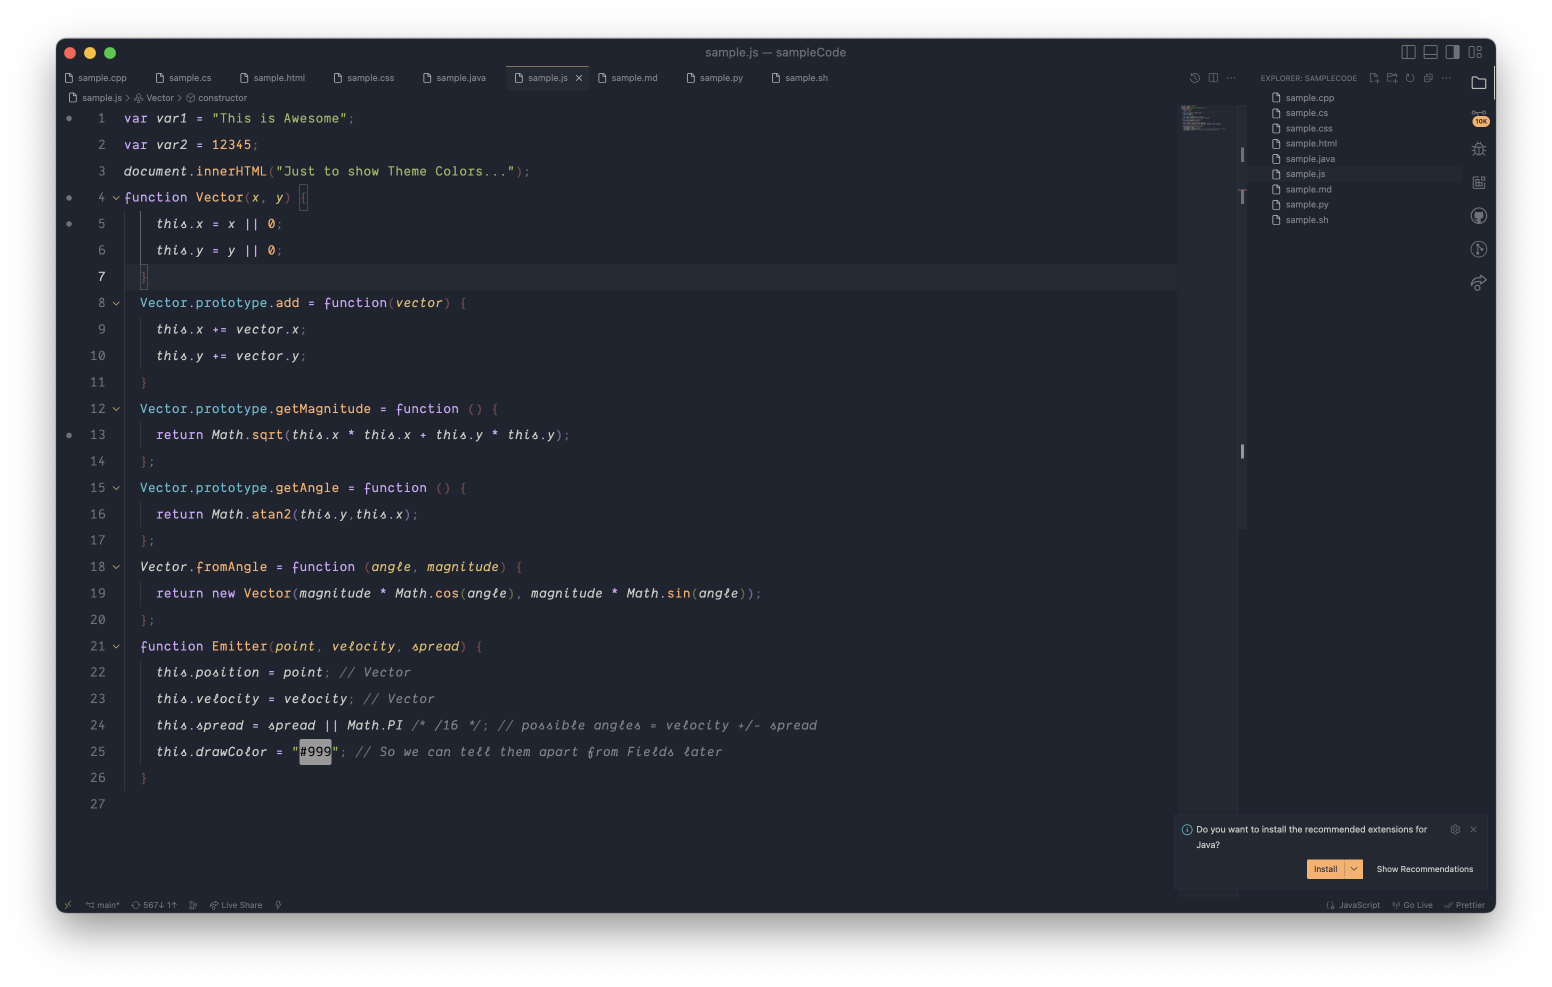 sample.js — sampleCode
sample.cpp sample.cs sample.html sample.css sample.java sample.js sample.md sample.py sample.sh
sample.js > Vector > constructor
1 var var1 = "This is Awesome";
2 var var2 = 12345;
3 document.innerHTML("Just to show Theme Colors...");
4 function Vector(x, y) {
5 this.x = x || 0;
6 this.y = y || 0;
7 }
8 Vector.prototype.add = function(vector) {
9 this.x += vector.x;
10 this.y += vector.y;
11 }
12 Vector.prototype.getMagnitude = function () {
13 return Math.sqrt(this.x * this.x + this.y * this.y);
14 };
15 Vector.prototype.getAngle = function () {
16 return Math.atan2(this.y,this.x);
17 };
18 Vector.fromAngle = function (angle, magnitude) {
19 return new Vector(magnitude * Math.cos(angle), magnitude * Math.sin(angle));
20 };
21 function Emitter(point, velocity, spread) {
22 this.position = point; // Vector
23 this.velocity = velocity; // Vector
24 this.spread = spread || Math.PI /* /16 */; // possible angles = velocity +/- spread
25 this.drawColor = "#999"; // So we can tell them apart from Fields later
26 }
27
EXPLORER: SAMPLECODE
sample.cpp
sample.cs
sample.css
sample.html
sample.java
sample.js
sample.md
sample.py
sample.sh
10K
Do you want to install the recommended extensions for
Java?
Install Show Recommendations
main* 567↓ 1↑ Live Share
JavaScript Go Live Prettier